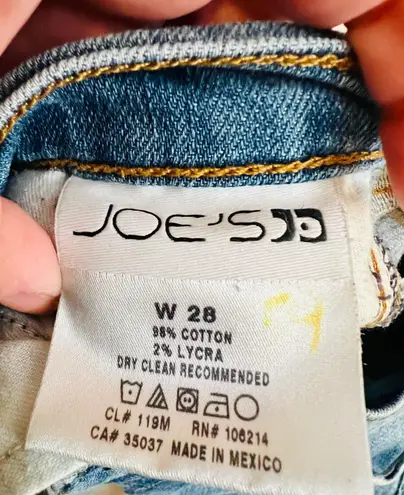 JOE'S
W 28
98% COTTON
2% LYCRA
DRY CLEAN RECOMMENDED
CL# 119M RN# 106214
CA# 35037 MADE IN MEXICO